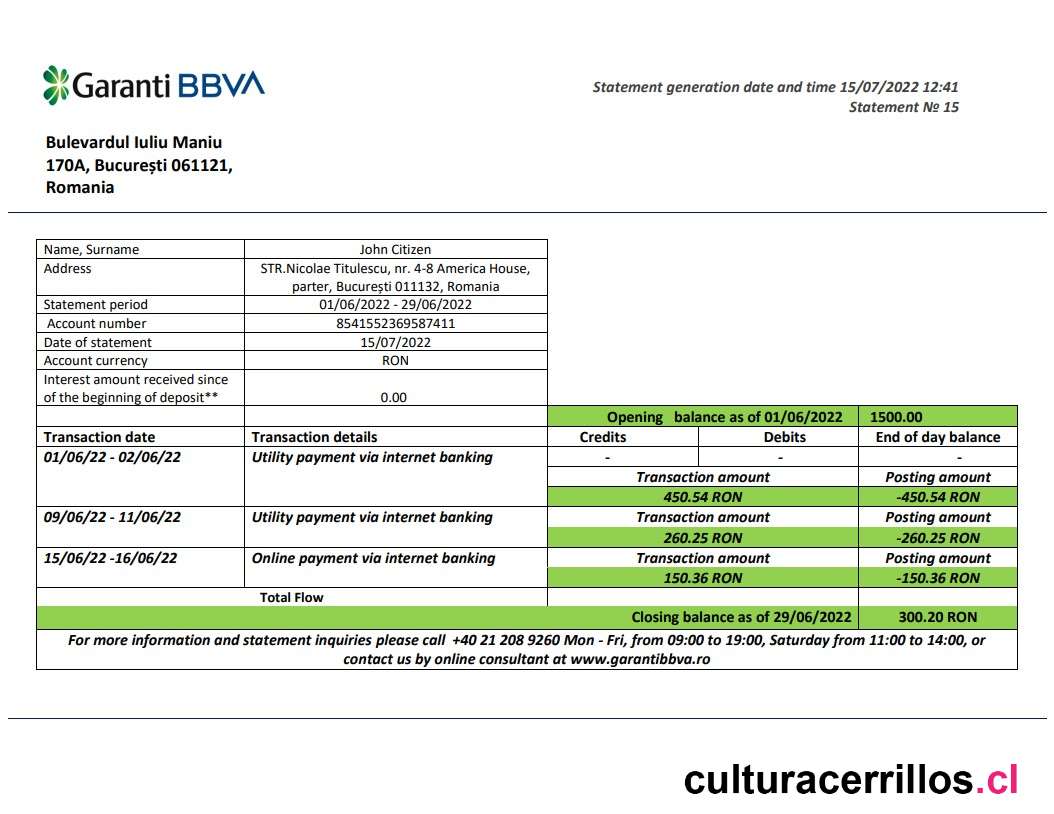 Garanti BBVA
Statement generation date and time 15/07/2022 12:41
Statement № 15
Bulevardul Iuliu Maniu
170A, București 061121,
Romania
Name, Surname John Citizen
Address STR.Nicolae Titulescu, nr. 4-8 America House,
parter, București 011132, Romania
Statement period 01/06/2022 - 29/06/2022
Account number 8541552369587411
Date of statement 15/07/2022
Account currency RON
Interest amount received since
of the beginning of deposit** 0.00
Opening balance as of 01/06/2022 1500.00
Transaction date Transaction details Credits Debits End of day balance
01/06/22 - 02/06/22 Utility payment via internet banking - - -
Transaction amount Posting amount
450.54 RON -450.54 RON
09/06/22 - 11/06/22 Utility payment via internet banking Transaction amount Posting amount
260.25 RON -260.25 RON
15/06/22 -16/06/22 Online payment via internet banking Transaction amount Posting amount
150.36 RON -150.36 RON
Total Flow
Closing balance as of 29/06/2022 300.20 RON
For more information and statement inquiries please call +40 21 208 9260 Mon - Fri, from 09:00 to 19:00, Saturday from 11:00 to 14:00, or
contact us by online consultant at www.garantibbva.ro
culturacerrillos.cl